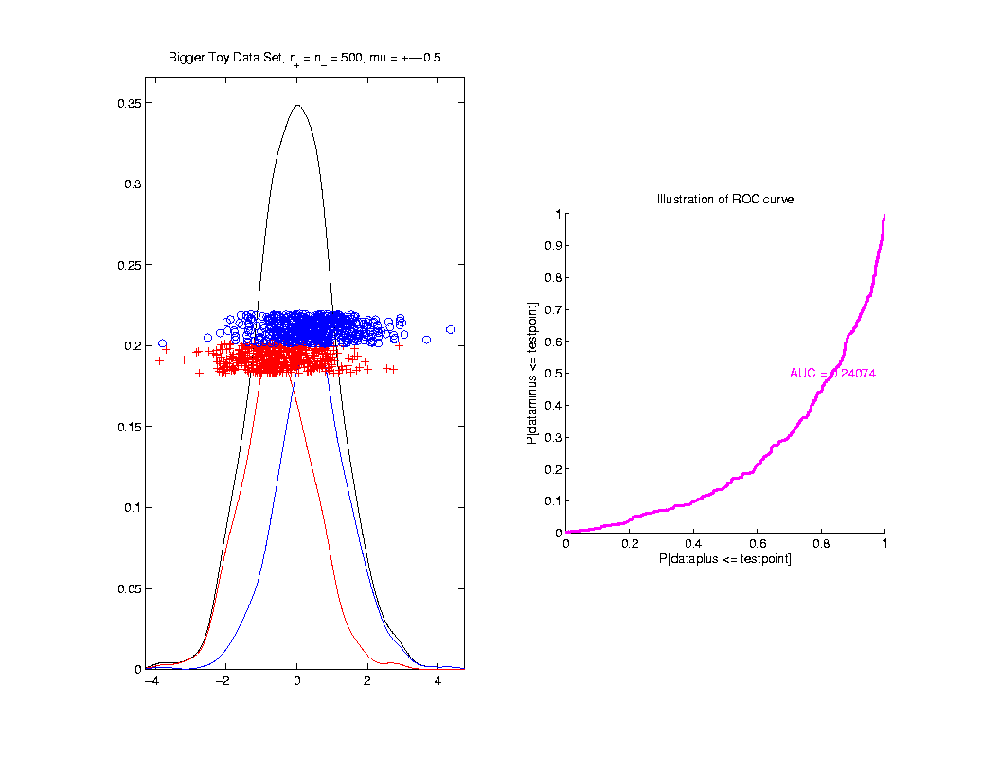 Bigger Toy Data Set, n₊ = n₋ = 500, mu = +−0.5
0.35
0.3
0.25
0.2
0.15
0.1
0.05
0
−4 −2 0 2 4
Illustration of ROC curve
P[dataminus <= testpoint]
1
0.9
0.8
0.7
0.6
0.5
0.4
0.3
0.2
0.1
0
AUC = 0.24074
0 0.2 0.4 0.6 0.8 1
P[dataplus <= testpoint]